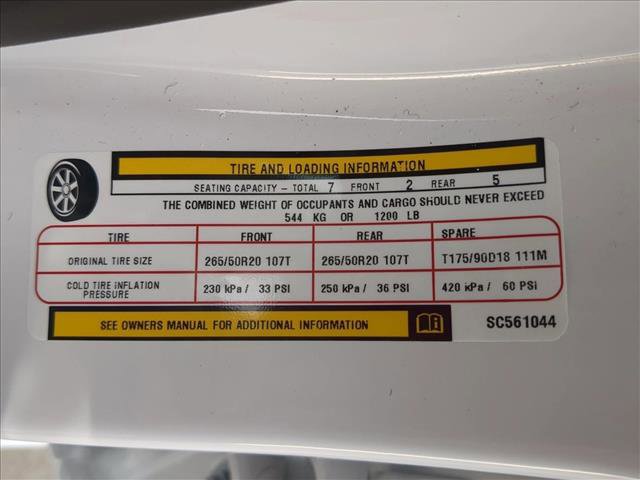 TIRE AND LOADING INFORMATION
SEATING CAPACITY – TOTAL 7 FRONT 2 REAR 5
THE COMBINED WEIGHT OF OCCUPANTS AND CARGO SHOULD NEVER EXCEED
544 KG OR 1200 LB
TIRE FRONT REAR SPARE
ORIGINAL TIRE SIZE 265/50R20 107T 265/50R20 107T T175/90D18 111M
COLD TIRE INFLATION
PRESSURE 230 kPa / 33 PSI 250 kPa / 36 PSI 420 kPa / 60 PSI
SEE OWNERS MANUAL FOR ADDITIONAL INFORMATION SC561044